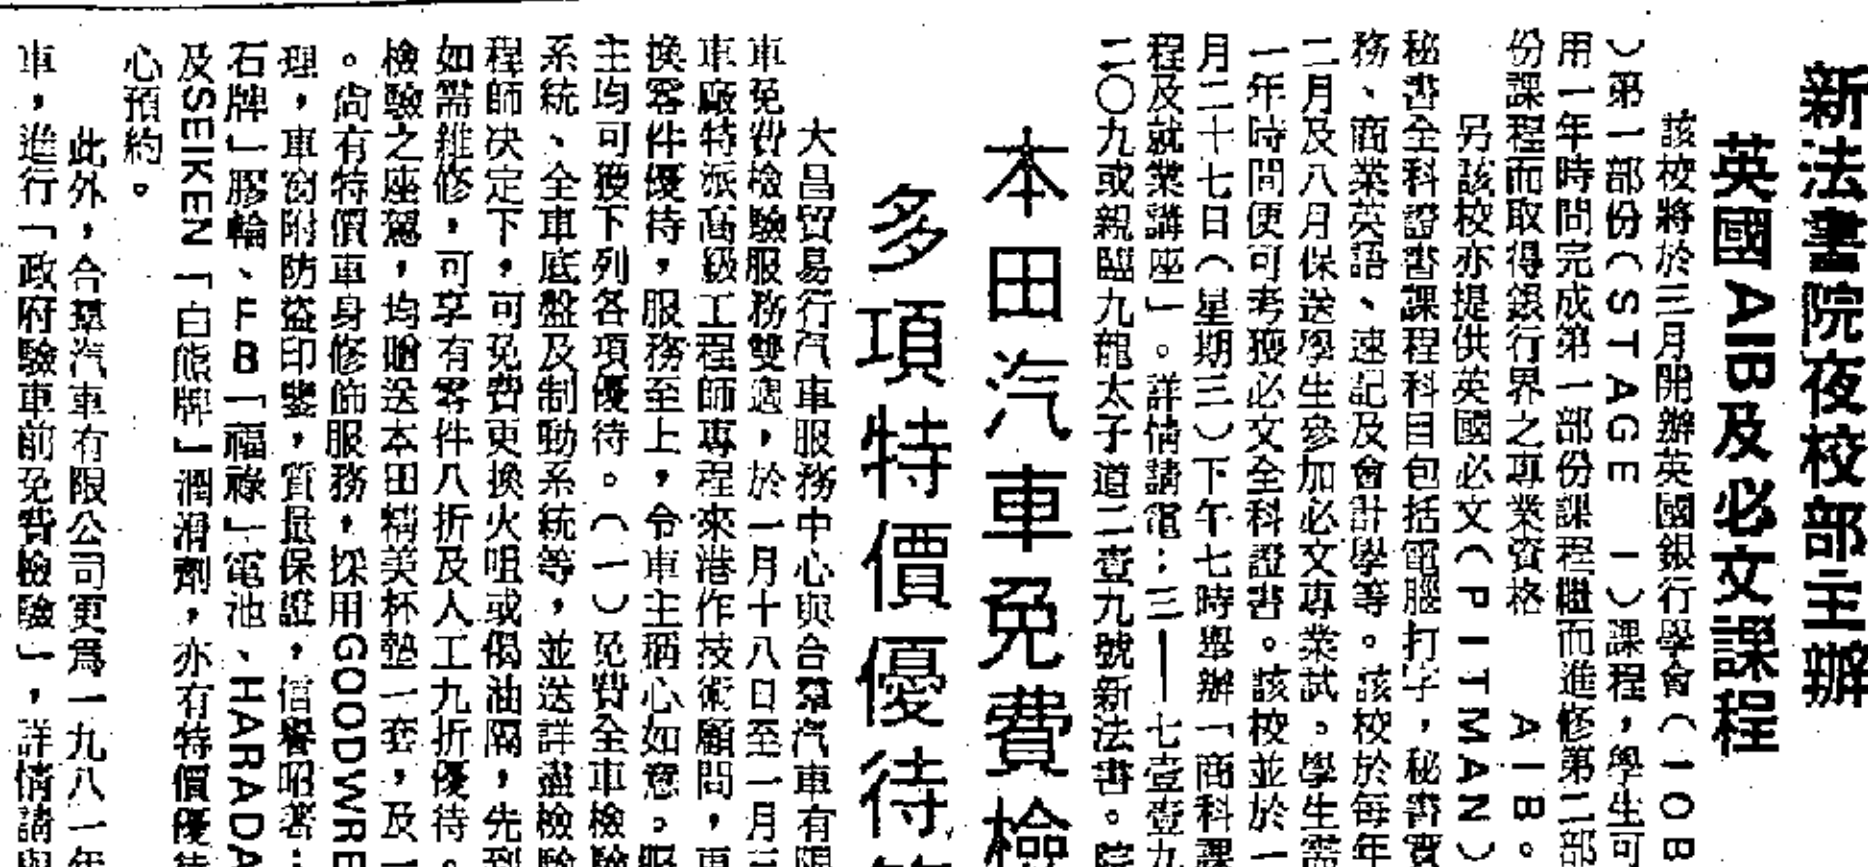 新法書院夜校部主辦
英國AIB及必文課程
該校將於三月開辦英國銀行學會(IOB
)第一部份(STAGE I)課程,學生可
用一年時間完成第一部份課程繼而進修第二部
份課程而取得銀行界之專業資格 AIB。
另該校亦提供英國必文(PITMAN)
秘書全科證書課程科目包括電腦打字,秘書實
務、商業英語、速記及會計學等。該校於每年
二月及八月保送學生參加必文專業試。學生需
一年時間便可考獲必文全科證書。該校並於一
月二十七日(星期三)下午七時舉辦「商科課
程及就業講座」。詳情請電:三—七壹壹九
二〇九或親臨九龍太子道二壹九號新法書。院
本田汽車免費檢
多項特價優待
大昌貿易行汽車服務中心與合羣汽車有限
車免費檢驗服務雙週,於一月十八日至一月三
車廠特派高級工程師專程來港作技術顧問,更
換零件優待,服務至上,令車主稱心如意。服
主均可獲下列各項優待。(一)免費全車檢驗
系統、全車底盤及制動系統等,並送詳盡檢驗
程師決定下,可免費更換火咀或偈油隔,先到
如需維修,可享有零件八折及人工九折優待。
檢驗之座駕,均贈送本田精美杯墊一套,及
。尚有特價車身修飾服務,採用GOODWRE
理,車窗附防盜印鑒,質量保證,信譽昭著;
石牌」膠輪、FB「福祿」電池、HARADA
及SEIKEN「白熊牌」潤滑劑,亦有特價優待
心預約。
此外,合羣汽車有限公司更爲一九八一年
車,進行「政府驗車前免費檢驗」,詳情請與